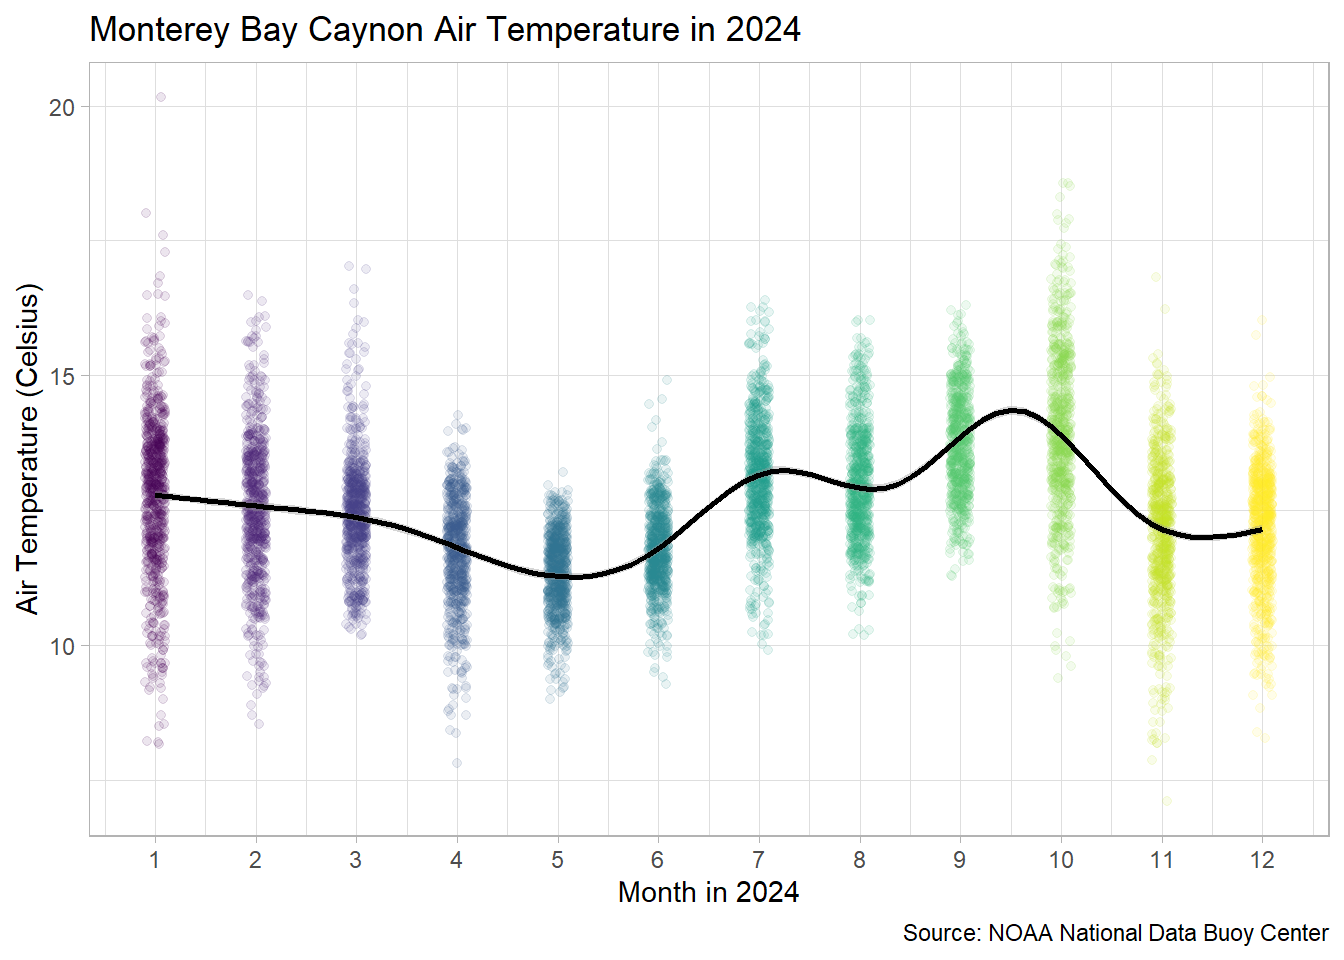 Monterey Bay Caynon Air Temperature in 2024
Air Temperature (Celsius)
20
15
10
1 2 3 4 5 6 7 8 9 10 11 12
Month in 2024
Source: NOAA National Data Buoy Center